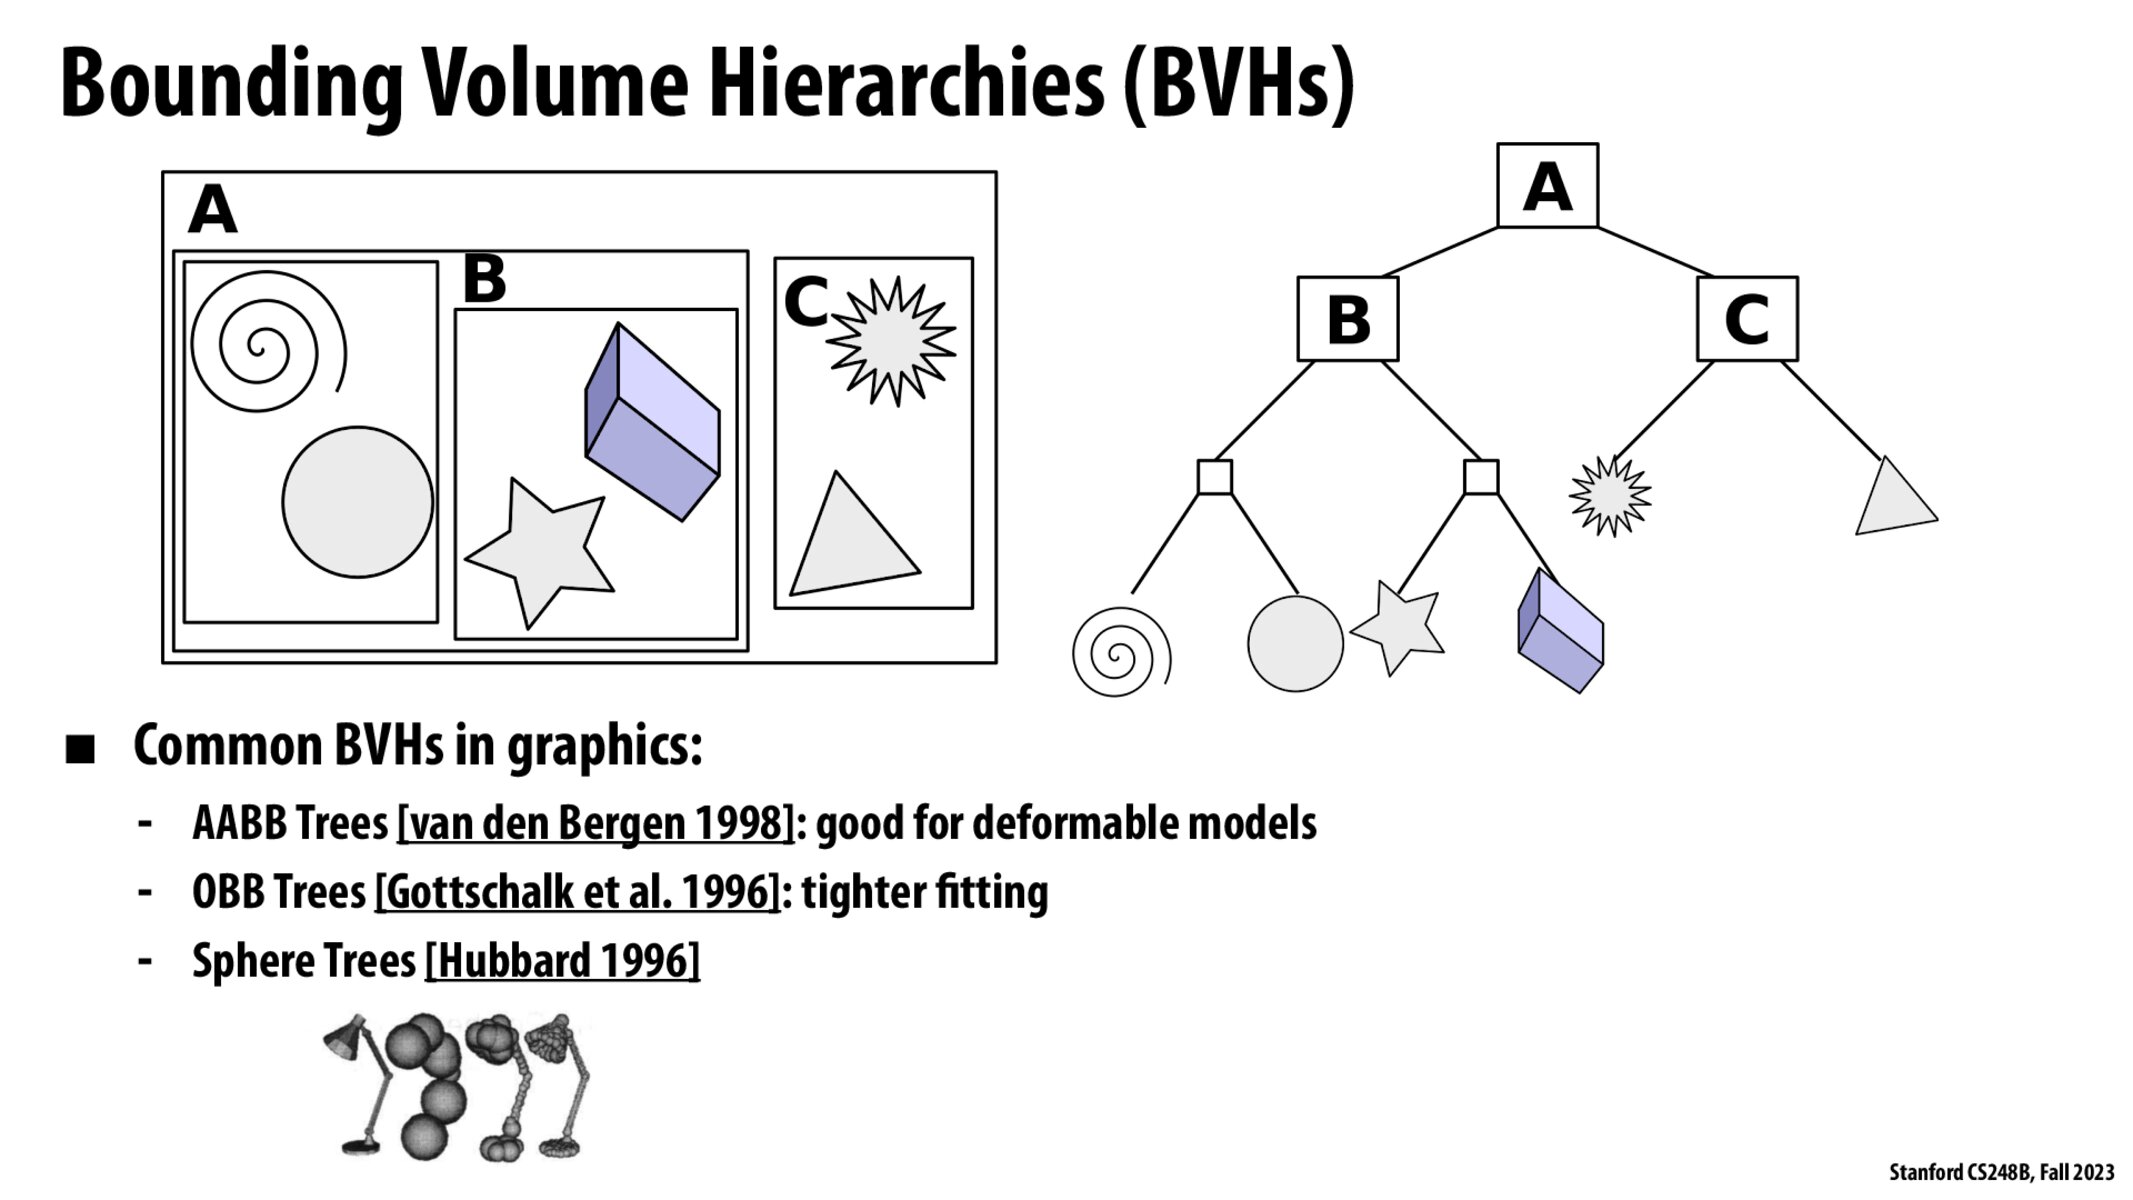 Bounding Volume Hierarchies (BVHs)
A
B
C
A
B
C
■ Common BVHs in graphics:
- AABB Trees [van den Bergen 1998]: good for deformable models
- OBB Trees [Gottschalk et al. 1996]: tighter fitting
- Sphere Trees [Hubbard 1996]
Stanford CS248B, Fall 2023